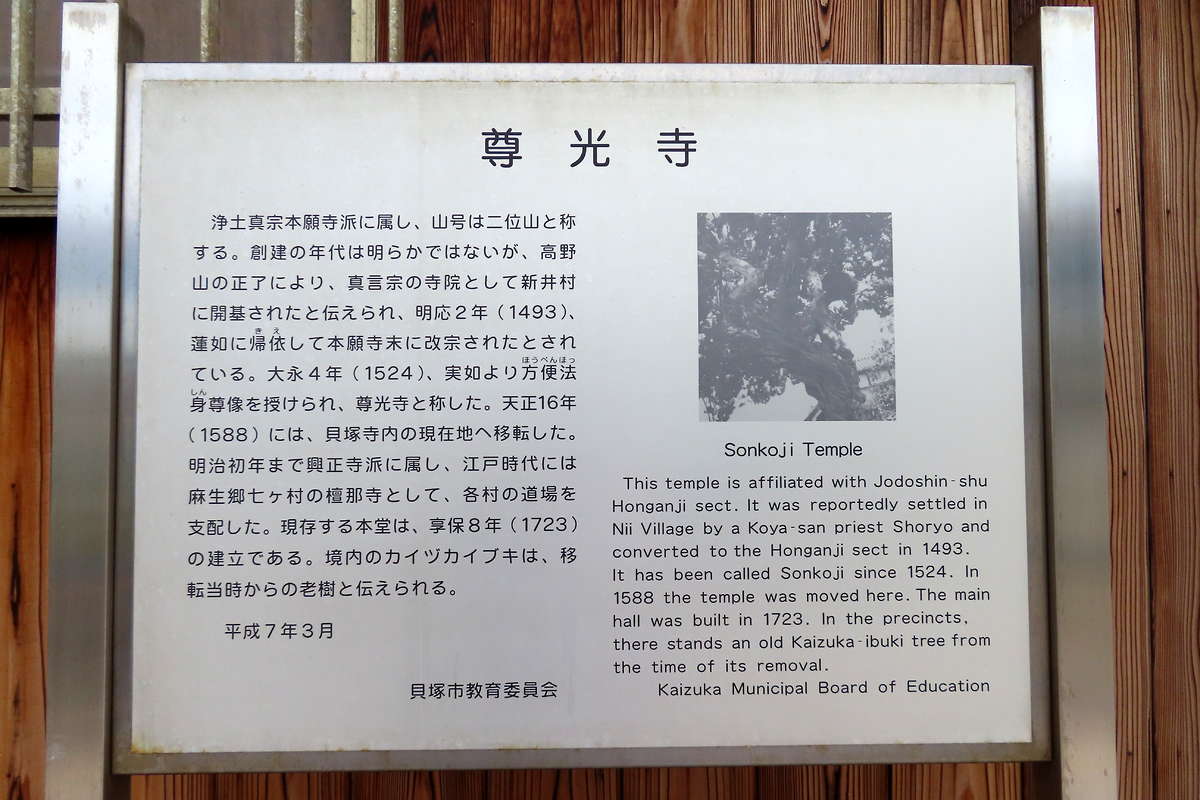 尊光寺
浄土真宗本願寺派に属し、山号は二位山と称
する。創建の年代は明らかではないが、高野
山の正了により、真言宗の寺院として新井村
に開基されたと伝えられ、明応2年(1493)、
蓮如に帰依して本願寺末に改宗されたとされ
ている。大永4年(1524)、実如より方便法
身尊像を授けられ、尊光寺と称した。天正16年
(1588)には、貝塚寺内の現在地へ移転した。
明治初年まで興正寺派に属し、江戸時代には
麻生郷七ヶ村の檀那寺として、各村の道場を
支配した。現存する本堂は、享保8年(1723)
の建立である。境内のカイヅカイブキは、移
転当時からの老樹と伝えられる。
平成7年3月
貝塚市教育委員会
Sonkoji Temple
This temple is affiliated with Jodoshin-shu
Honganji sect. It was reportedly settled in
Nii Village by a Koya-san priest Shoryo and
converted to the Honganji sect in 1493.
It has been called Sonkoji since 1524. In
1588 the temple was moved here. The main
hall was built in 1723. In the precincts,
there stands an old Kaizuka-ibuki tree from
the time of its removal.
Kaizuka Municipal Board of Education